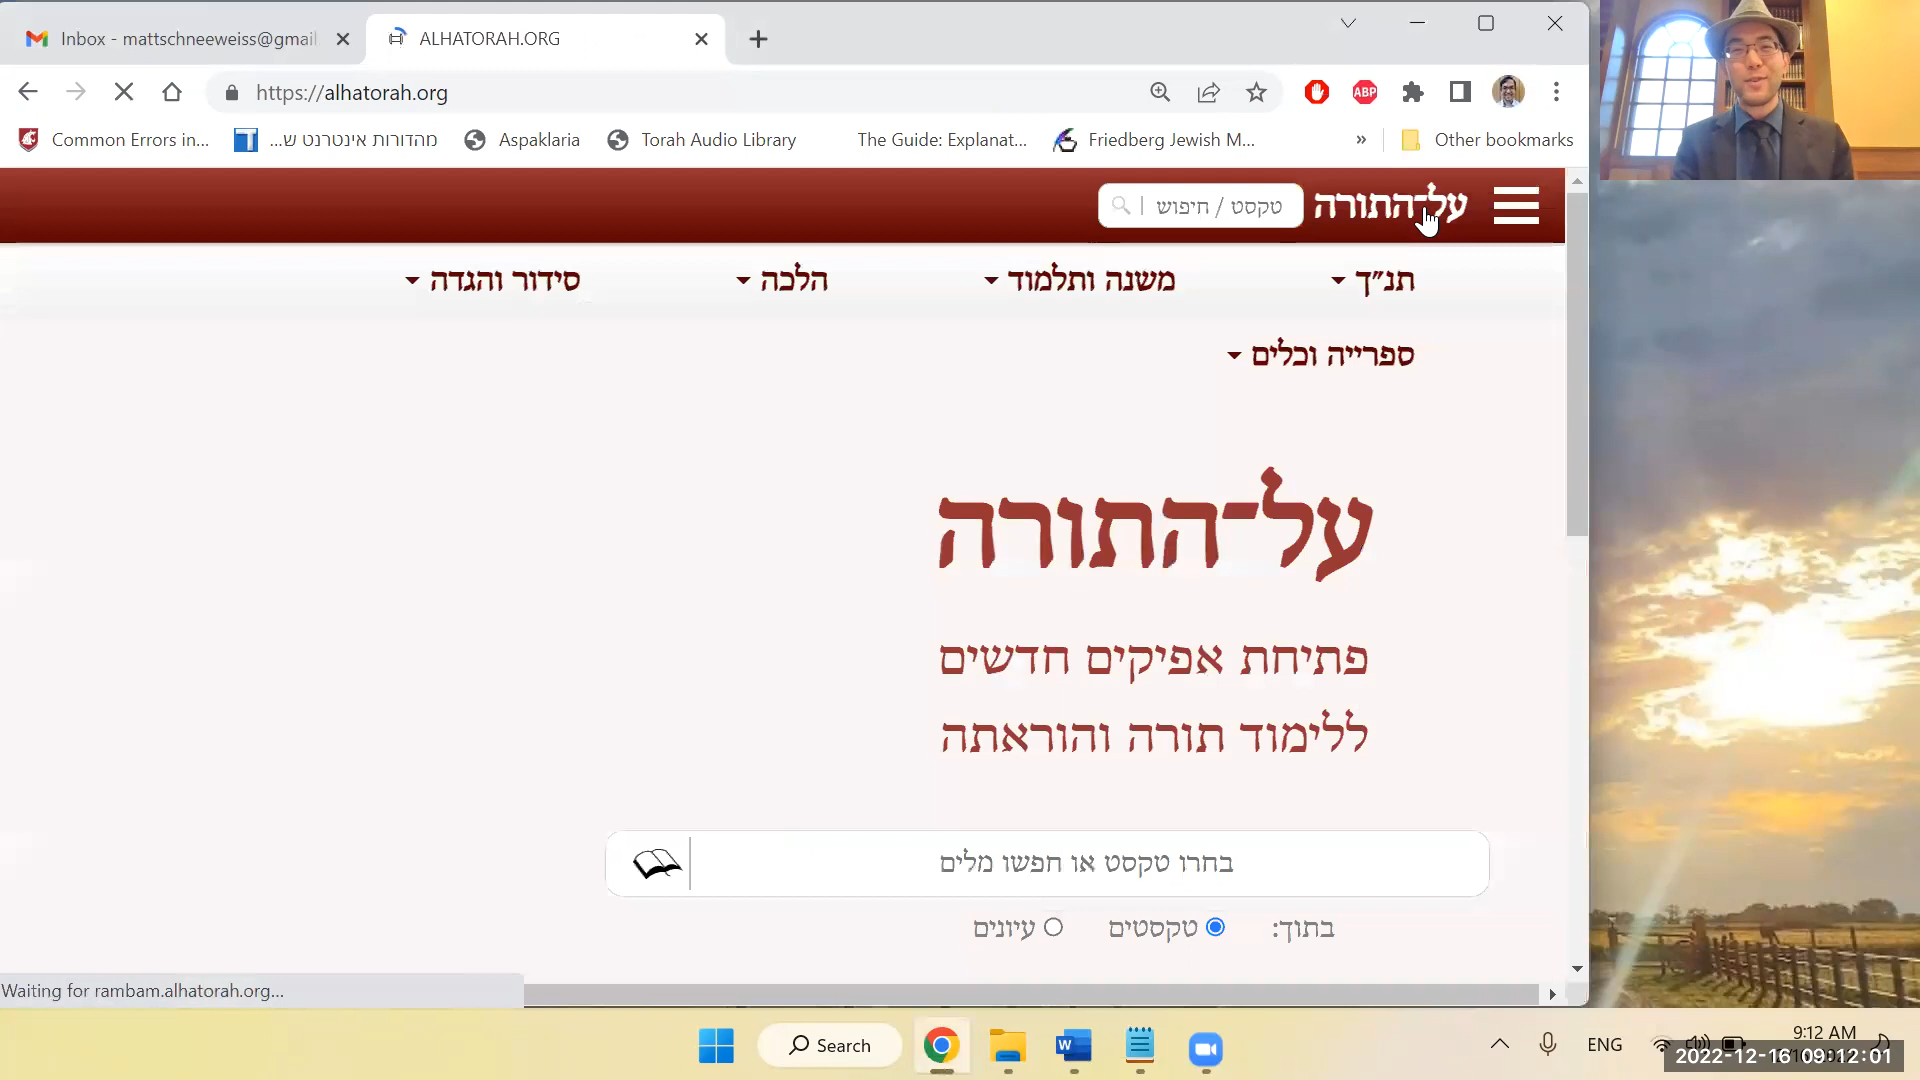 Inbox - mattschneeweiss@gmail
ALHATORAH.ORG
https://alhatorah.org
ABP
Common Errors in...
מהדורות אינטרנט ש...
Aspaklaria
Torah Audio Library
The Guide: Explanat...
Friedberg Jewish M...
»
Other bookmarks
על־התורה
טקסט / חיפוש
תנ״ך
משנה ותלמוד
הלכה
סידור והגדה
ספרייה וכלים
על־התורה
פתיחת אפיקים חדשים
ללימוד תורה והוראתה
בחרו טקסט או חפשו מלים
בתוך:
טקסטים
עיונים
Waiting for rambam.alhatorah.org...
Search
ENG
9:12 AM
2022-12-16 09:12:01